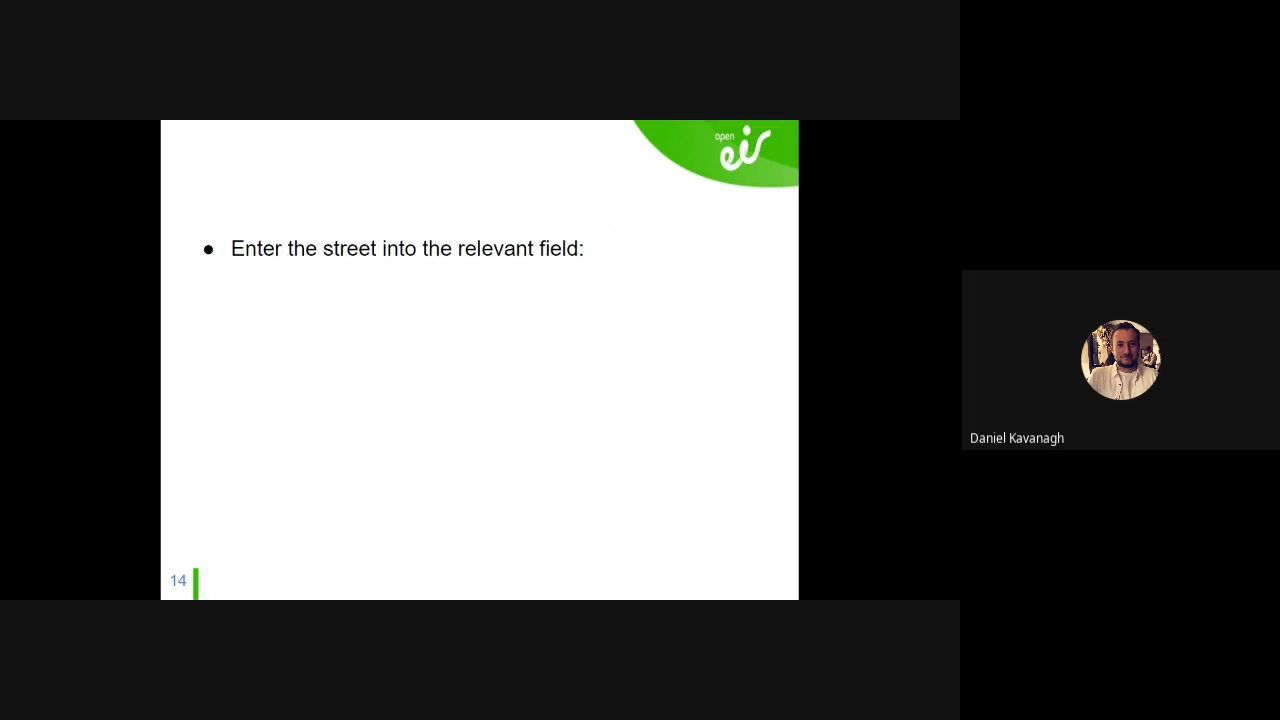 open
eir
● Enter the street into the relevant field:
14
Daniel Kavanagh